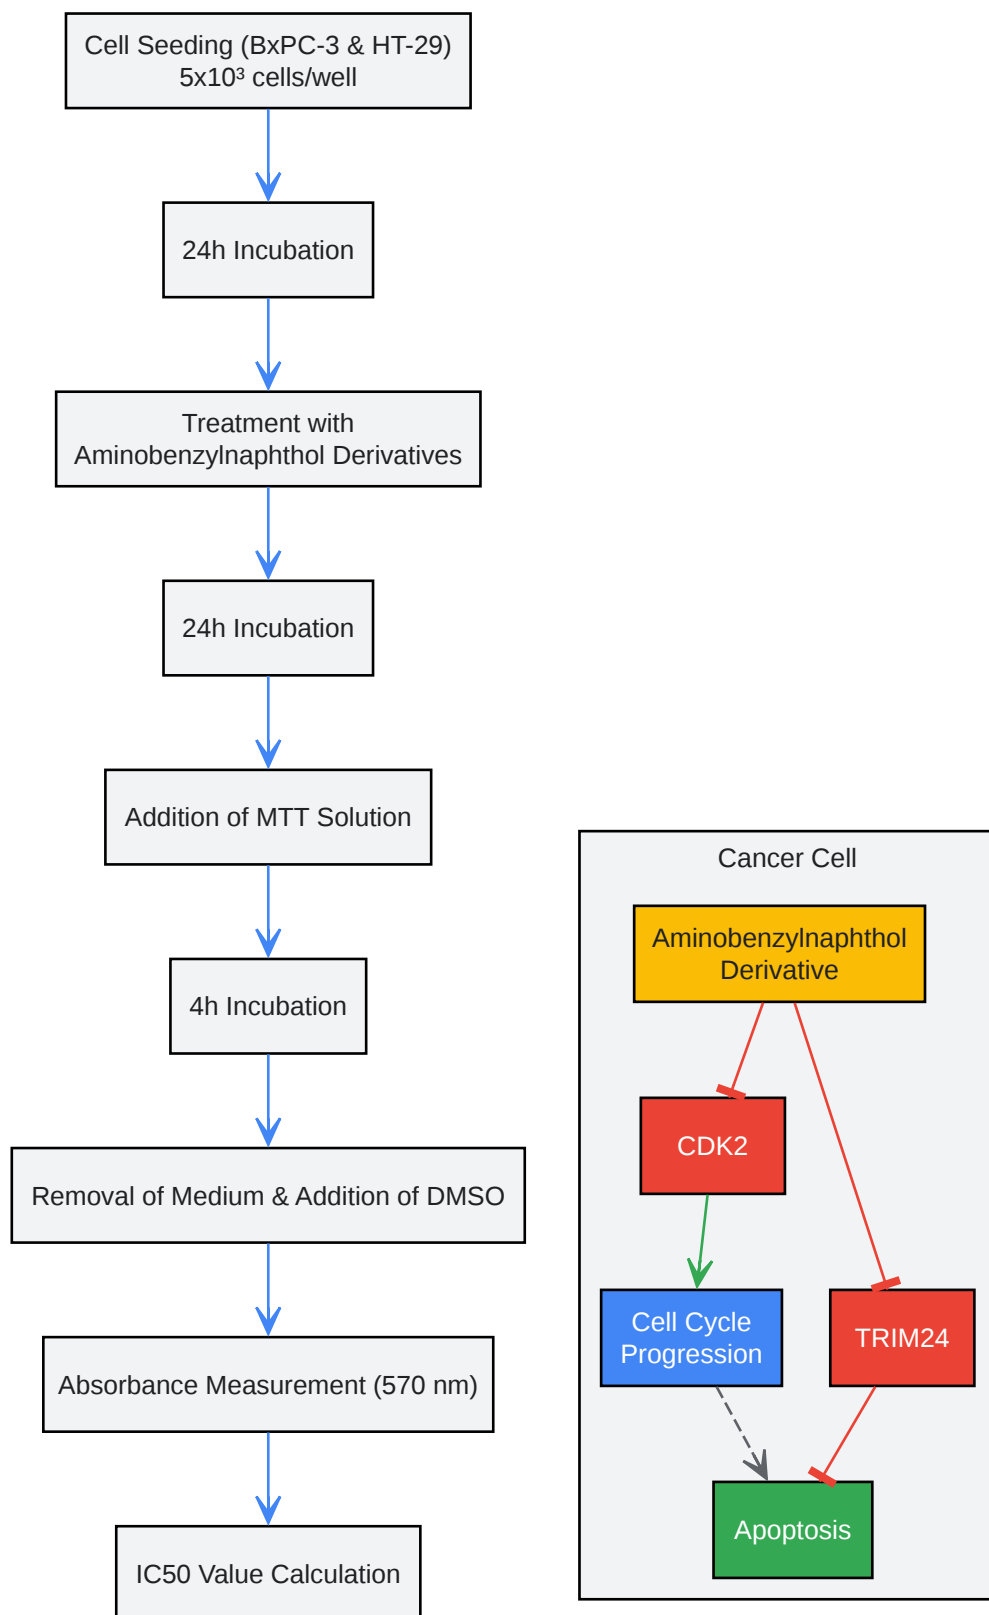 Cell Seeding (BxPC-3 & HT-29)
5x10³ cells/well
24h Incubation
Treatment with
Aminobenzylnaphthol Derivatives
24h Incubation
Addition of MTT Solution
4h Incubation
Removal of Medium & Addition of DMSO
Absorbance Measurement (570 nm)
IC50 Value Calculation
Cancer Cell
Aminobenzylnaphthol
Derivative
CDK2
Cell Cycle
Progression
TRIM24
Apoptosis